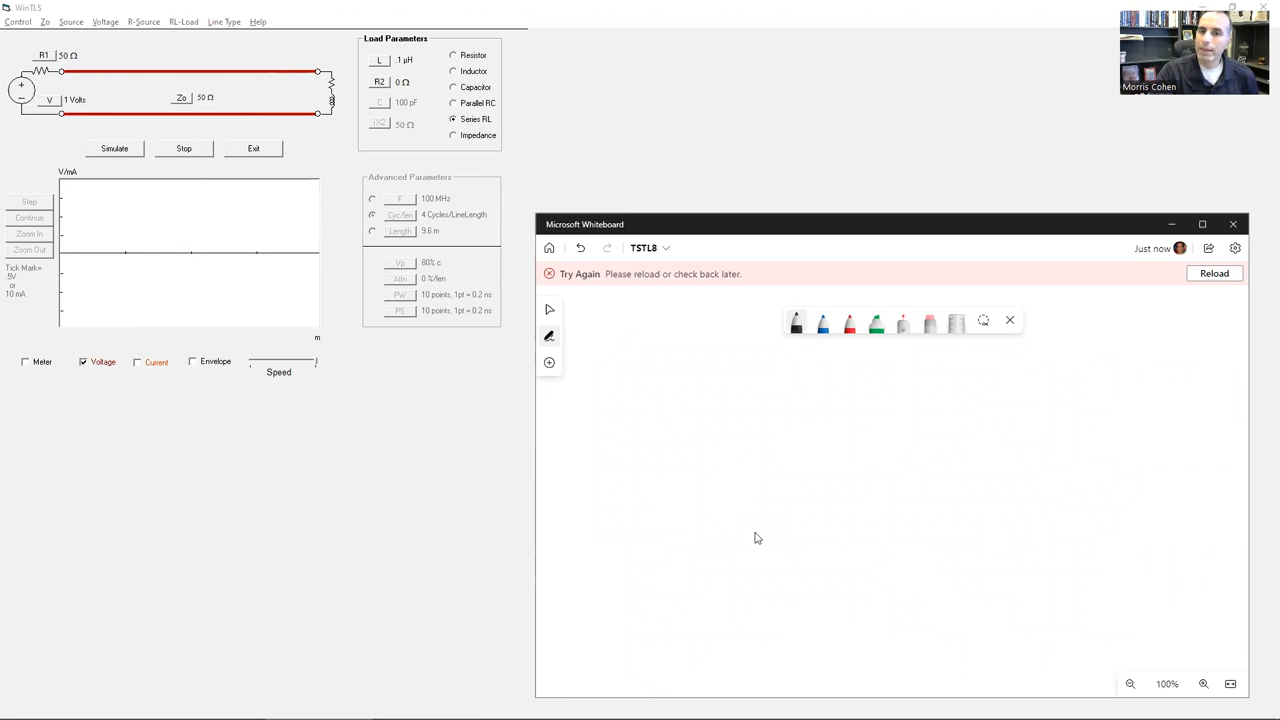 WinTLS
Control Zo Source Voltage R-Source RL-Load Line Type Help
R1 50 Ω
V 1 Volts
Zo 50 Ω
Simulate Stop Exit
Load Parameters
L .1 µH
R2 0 Ω
C 100 pF
jX2 50 Ω
Resistor
Inductor
Capacitor
Parallel RC
Series RL
Impedance
V/mA
Step
Continue
Zoom In
Zoom Out
Tick Mark=
.5V
or
10 mA
m
Advanced Parameters
F 100 MHz
Cyc/len 4 Cycles/LineLength
Length 9.6 m
Vp 80% c
Attn 0 %/len
PW 10 points, 1pt = 0.2 ns
PS 10 points, 1pt = 0.2 ns
Meter Voltage Current Envelope
Speed
Morris Cohen
Microsoft Whiteboard
TSTL8
Just now
Try Again Please reload or check back later.
Reload
100%